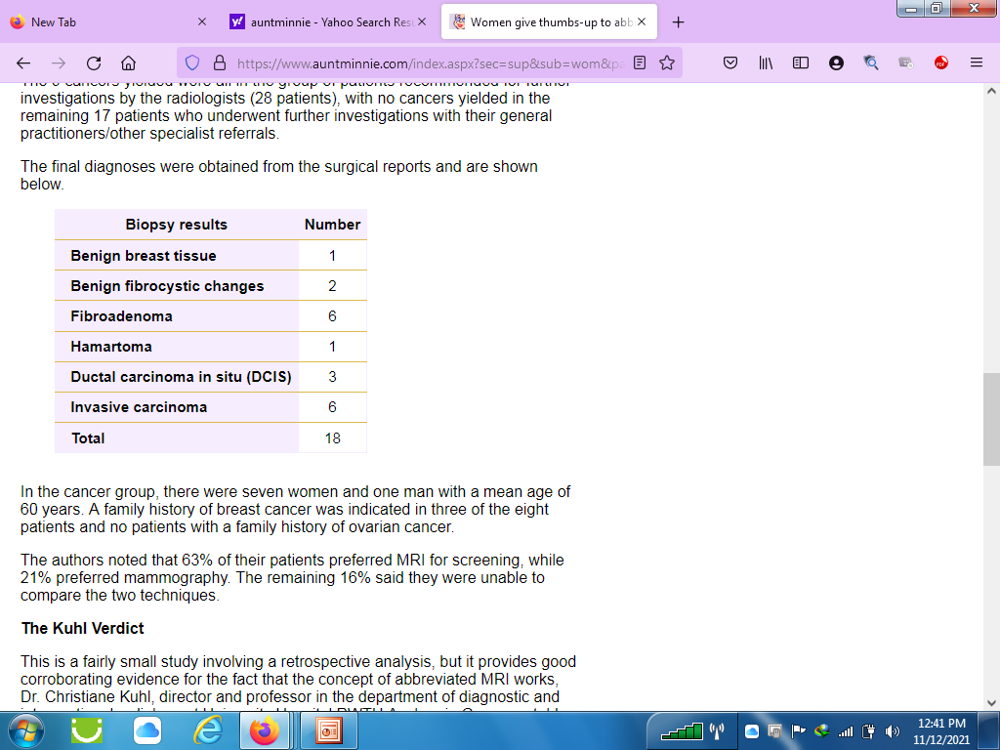 New Tab
auntminnie - Yahoo Search Res
Women give thumbs-up to abb
https://www.auntminnie.com/index.aspx?sec=sup&sub=wom&pa
investigations by the radiologists (28 patients), with no cancers yielded in the
remaining 17 patients who underwent further investigations with their general
practitioners/other specialist referrals.
The final diagnoses were obtained from the surgical reports and are shown
below.
Biopsy results Number
Benign breast tissue 1
Benign fibrocystic changes 2
Fibroadenoma 6
Hamartoma 1
Ductal carcinoma in situ (DCIS) 3
Invasive carcinoma 6
Total 18
In the cancer group, there were seven women and one man with a mean age of
60 years. A family history of breast cancer was indicated in three of the eight
patients and no patients with a family history of ovarian cancer.
The authors noted that 63% of their patients preferred MRI for screening, while
21% preferred mammography. The remaining 16% said they were unable to
compare the two techniques.
The Kuhl Verdict
This is a fairly small study involving a retrospective analysis, but it provides good
corroborating evidence for the fact that the concept of abbreviated MRI works,
Dr. Christiane Kuhl, director and professor in the department of diagnostic and
12:41 PM
11/12/2021